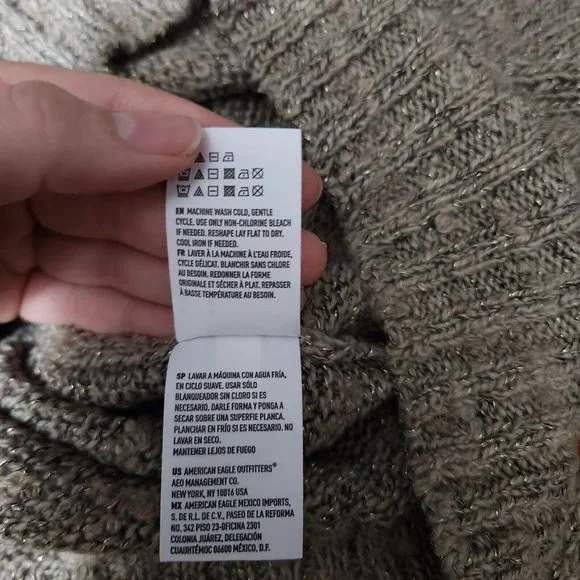 EN MACHINE WASH COLD, GENTLE
CYCLE. USE ONLY NON-CHLORINE BLEACH
IF NEEDED. RESHAPE LAY FLAT TO DRY.
COOL IRON IF NEEDED.
FR LAVER À LA MACHINE À L'EAU FROIDE,
CYCLE DÉLICAT. BLANCHIR SANS CHLORE
AU BESOIN. REDONNER LA FORME
ORIGINALE ET SÉCHER À PLAT. REPASSER
À BASSE TEMPÉRATURE AU BESOIN.
SP LAVAR A MÁQUINA CON AGUA FRÍA,
EN CICLO SUAVE. USAR SÓLO
BLANQUEADOR SIN CLORO SI ES
NECESARIO. DARLE FORMA Y PONGA A
SECAR SOBRE UNA SUPERFIE PLANCA.
PLANCHAR EN FRÍO SI ES NECESARIO. NO
LAVAR EN SECO.
MANTENER LEJOS DE FUEGO
US AMERICAN EAGLE OUTFITTERS®
AEO MANAGEMENT CO.
NEW YORK, NY 10016 USA
MX AMERICAN EAGLE MEXICO IMPORTS,
S. DE R.L. DE C.V., PASEO DE LA REFORMA
NO. 342 PISO 23-OFICINA 2301
COLONIA JUÁREZ, DELEGACIÓN
CUAUHTÉMOC 06600 MÉXICO, D.F.